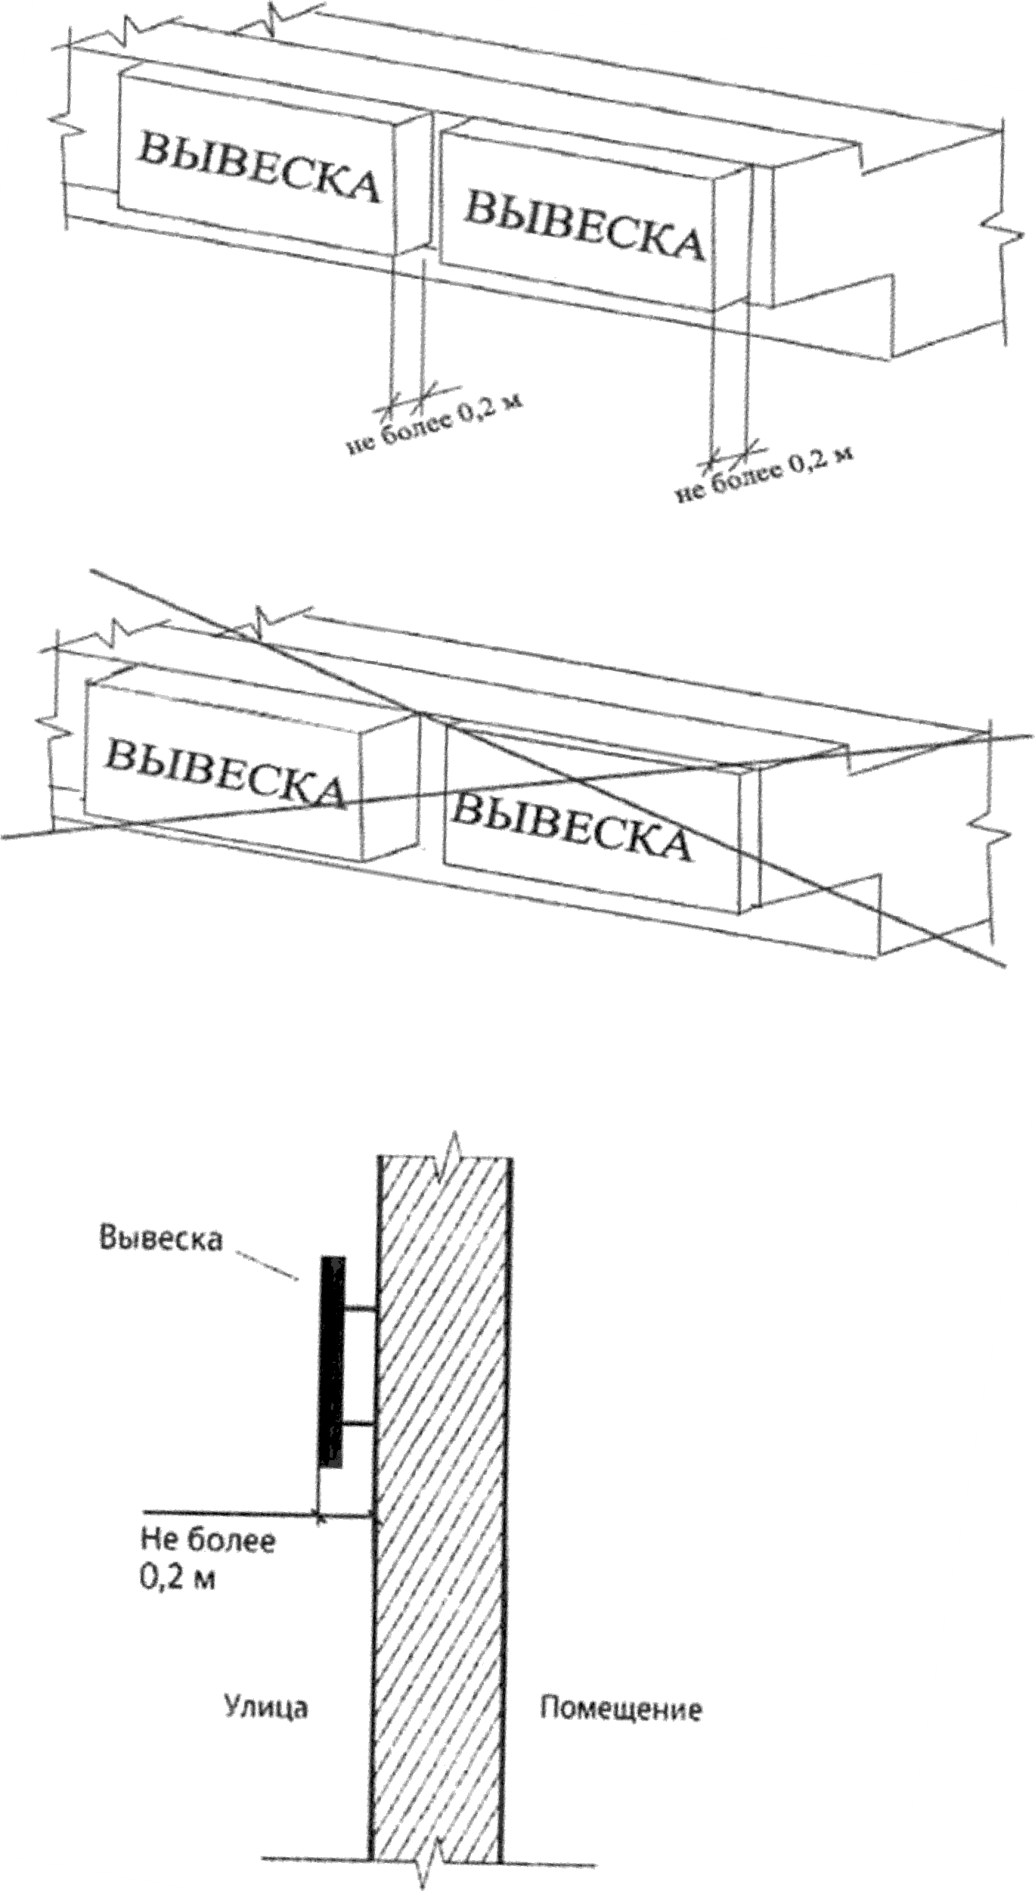 ВЫВЕСКА
ВЫВЕСКА
не более 0,2 м
не более 0,2 м
ВЫВЕСКА
ВЫВЕСКА
Вывеска
Не более
0,2 м
Улица
Помещение